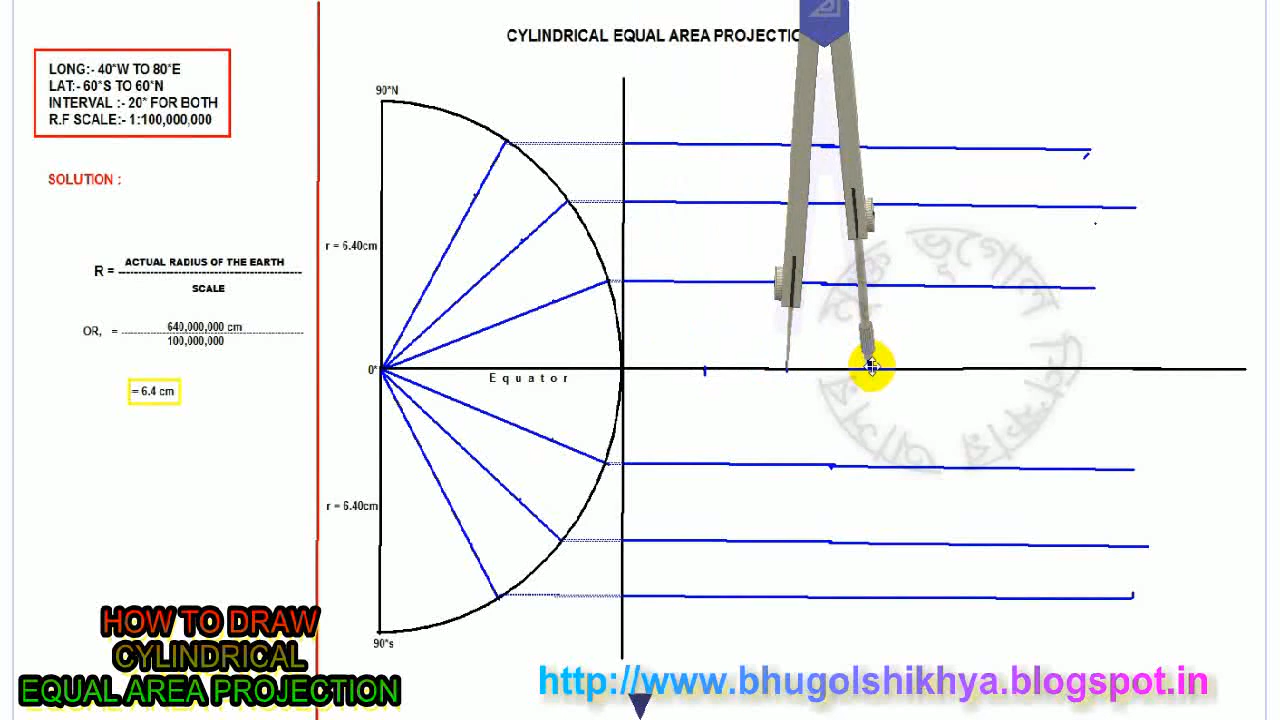 CYLINDRICAL EQUAL AREA PROJECTIO
LONG:- 40*W TO 80*E
LAT:- 60*S TO 60*N
INTERVAL :- 20* FOR BOTH
R.F SCALE:- 1:100,000,000
SOLUTION :
R = ACTUAL RADIUS OF THE EARTH
SCALE
OR, = 640,000,000 cm
100,000,000
= 6.4 cm
90*N
r = 6.40cm
0*
Equator
r = 6.40cm
90*s
ভূগোল
HOW TO DRAW
CYLINDRICAL
EQUAL AREA PROJECTION
http://www.bhugolshikhya.blogspot.in